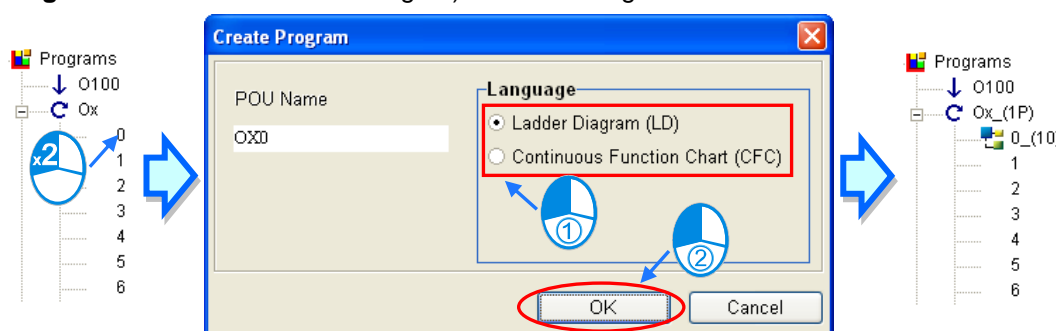 Create Program
Programs
O100
Ox
x2
0
1
2
3
4
5
6
POU Name
OX0
Language
Ladder Diagram (LD)
Continuous Function Chart (CFC)
1
2
OK
Cancel
Programs
O100
Ox_(1P)
0_(10
1
2
3
4
5
6